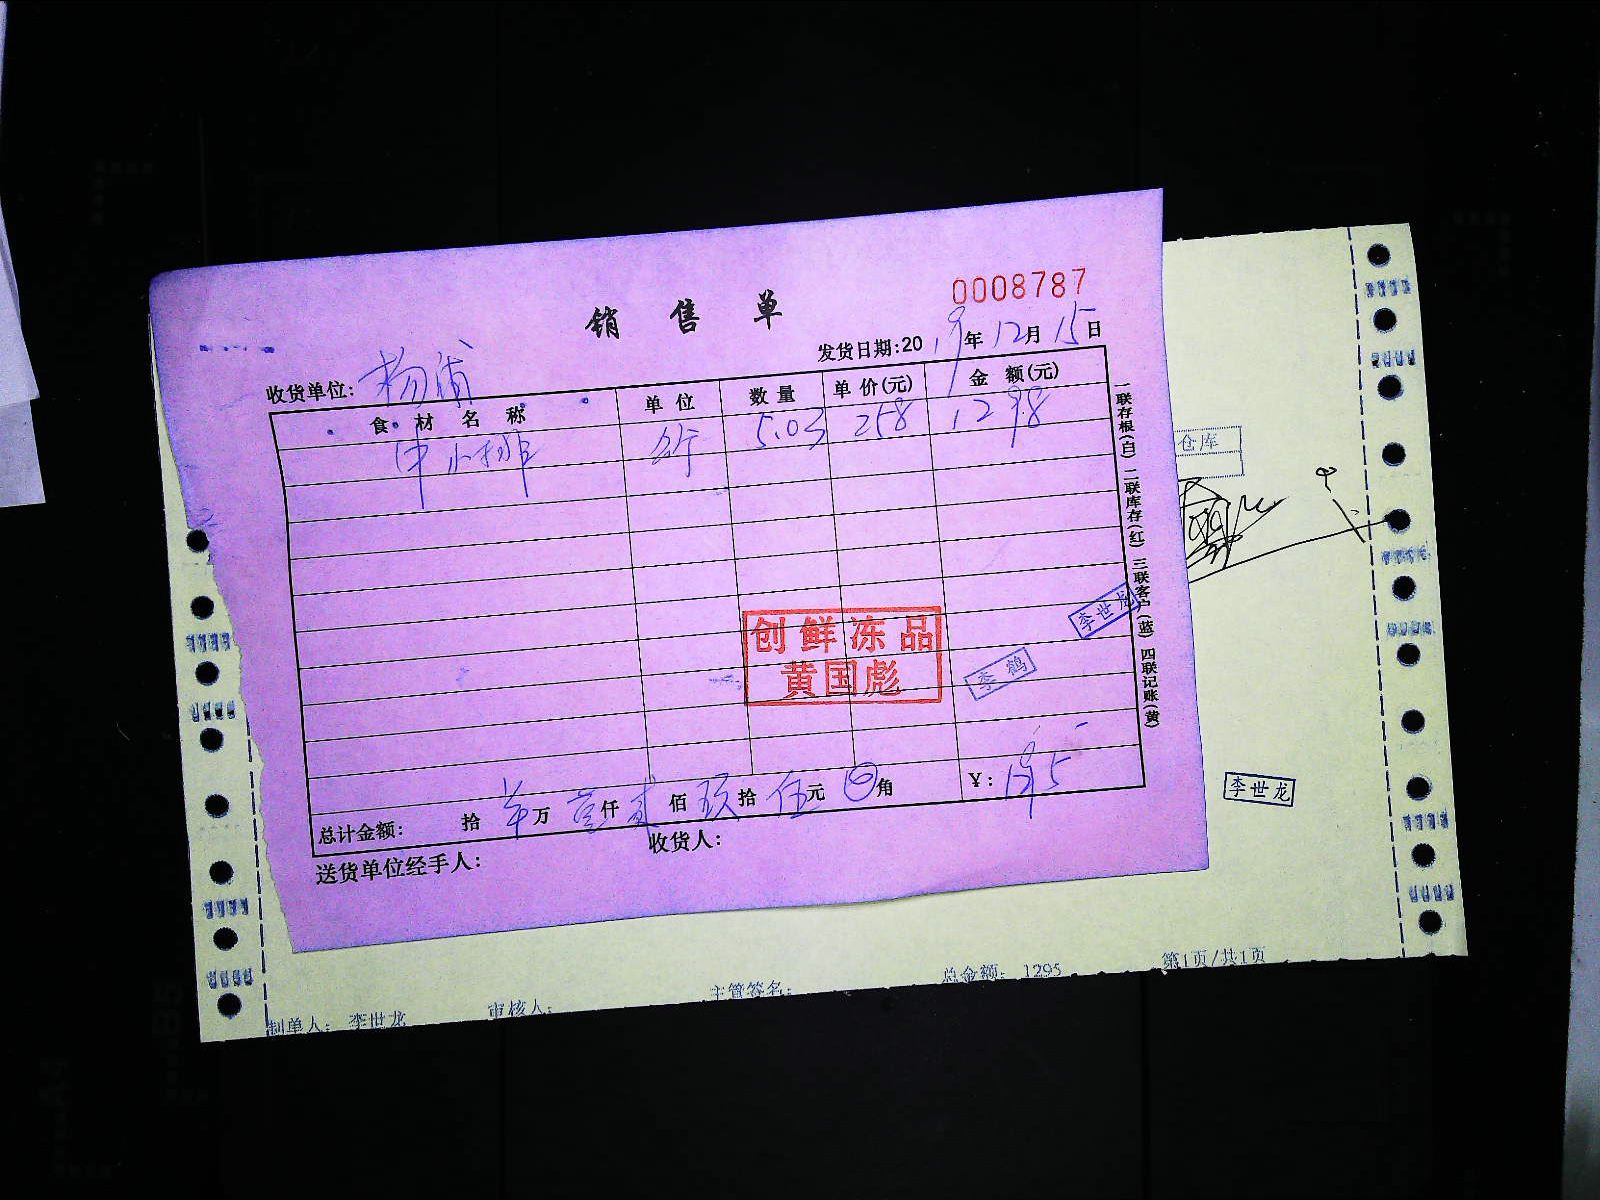 0008787
销售单
发货日期:2019年12月15日
收货单位: 杨浦
食材名称 单位 数量 单价(元) 金额(元)
中小排 公斤 5.03 258 1298
一联存根(白) 二联库存(红) 三联客户(蓝) 四联记账(黄)
仓库
李世龙
创鲜冻品
黄国彪
李鹤
李世龙
总计金额: 拾 万 壹仟 贰佰 玖拾 伍元 角 ¥:
送货单位经手人: 收货人:
总金额: 1295 第1页/共1页
制单人: 李世龙 审核人: 主管签名: